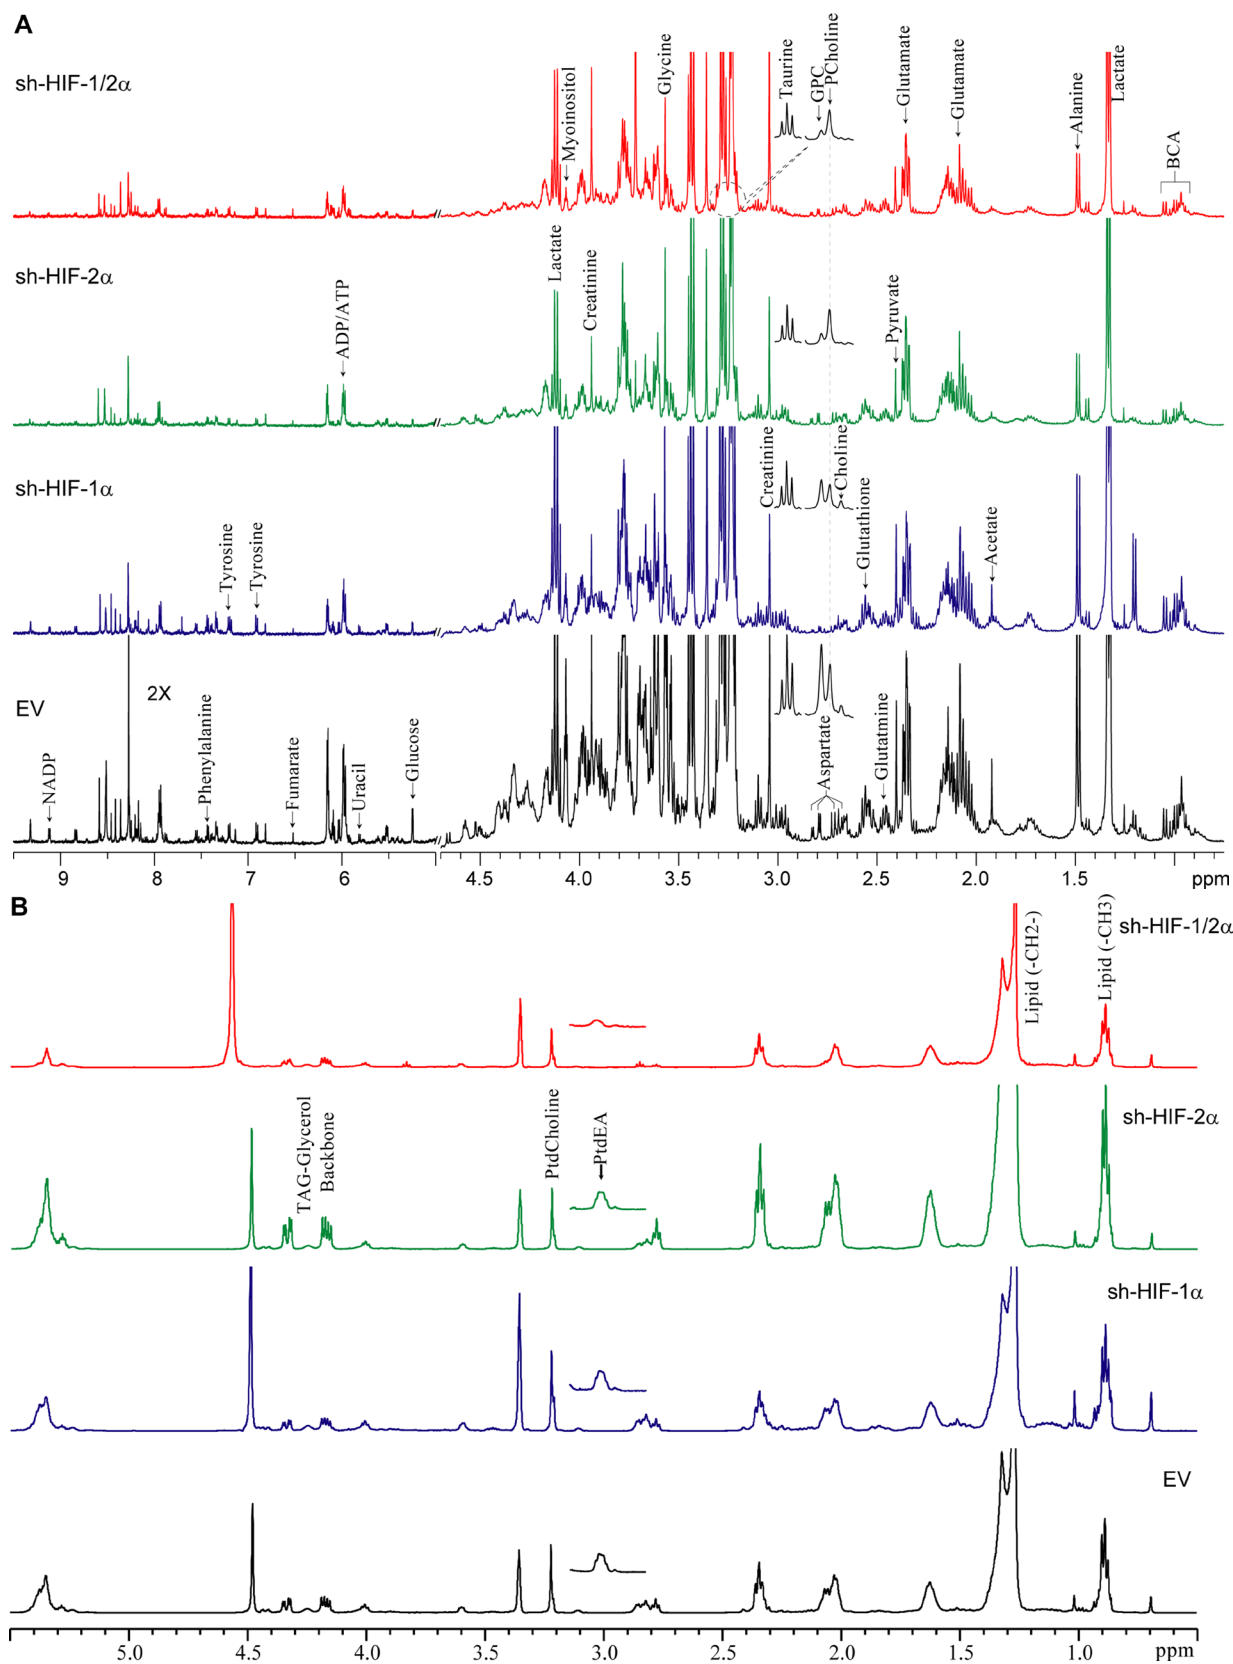 A
sh-HIF-1/2α
Myoinositol
Glycine
Taurine
GPC
PCholine
Glutamate
Glutamate
Alanine
Lactate
BCA
sh-HIF-2α
ADP/ATP
Lactate
Creatinine
Pyruvate
sh-HIF-1α
Tyrosine
Tyrosine
Creatinine
Choline
Glutathione
Acetate
EV
2X
NADP
Phenylalanine
Fumarate
Uracil
Glucose
Aspartate
Glutatmine
9 8 7 6 4.5 4.0 3.5 3.0 2.5 2.0 1.5 ppm
B
sh-HIF-1/2α
Lipid (-CH2-)
Lipid (-CH3)
sh-HIF-2α
TAG-Glycerol
Backbone
PtdCholine
PtdEA
sh-HIF-1α
EV
5.0 4.5 4.0 3.5 3.0 2.5 2.0 1.5 1.0 ppm